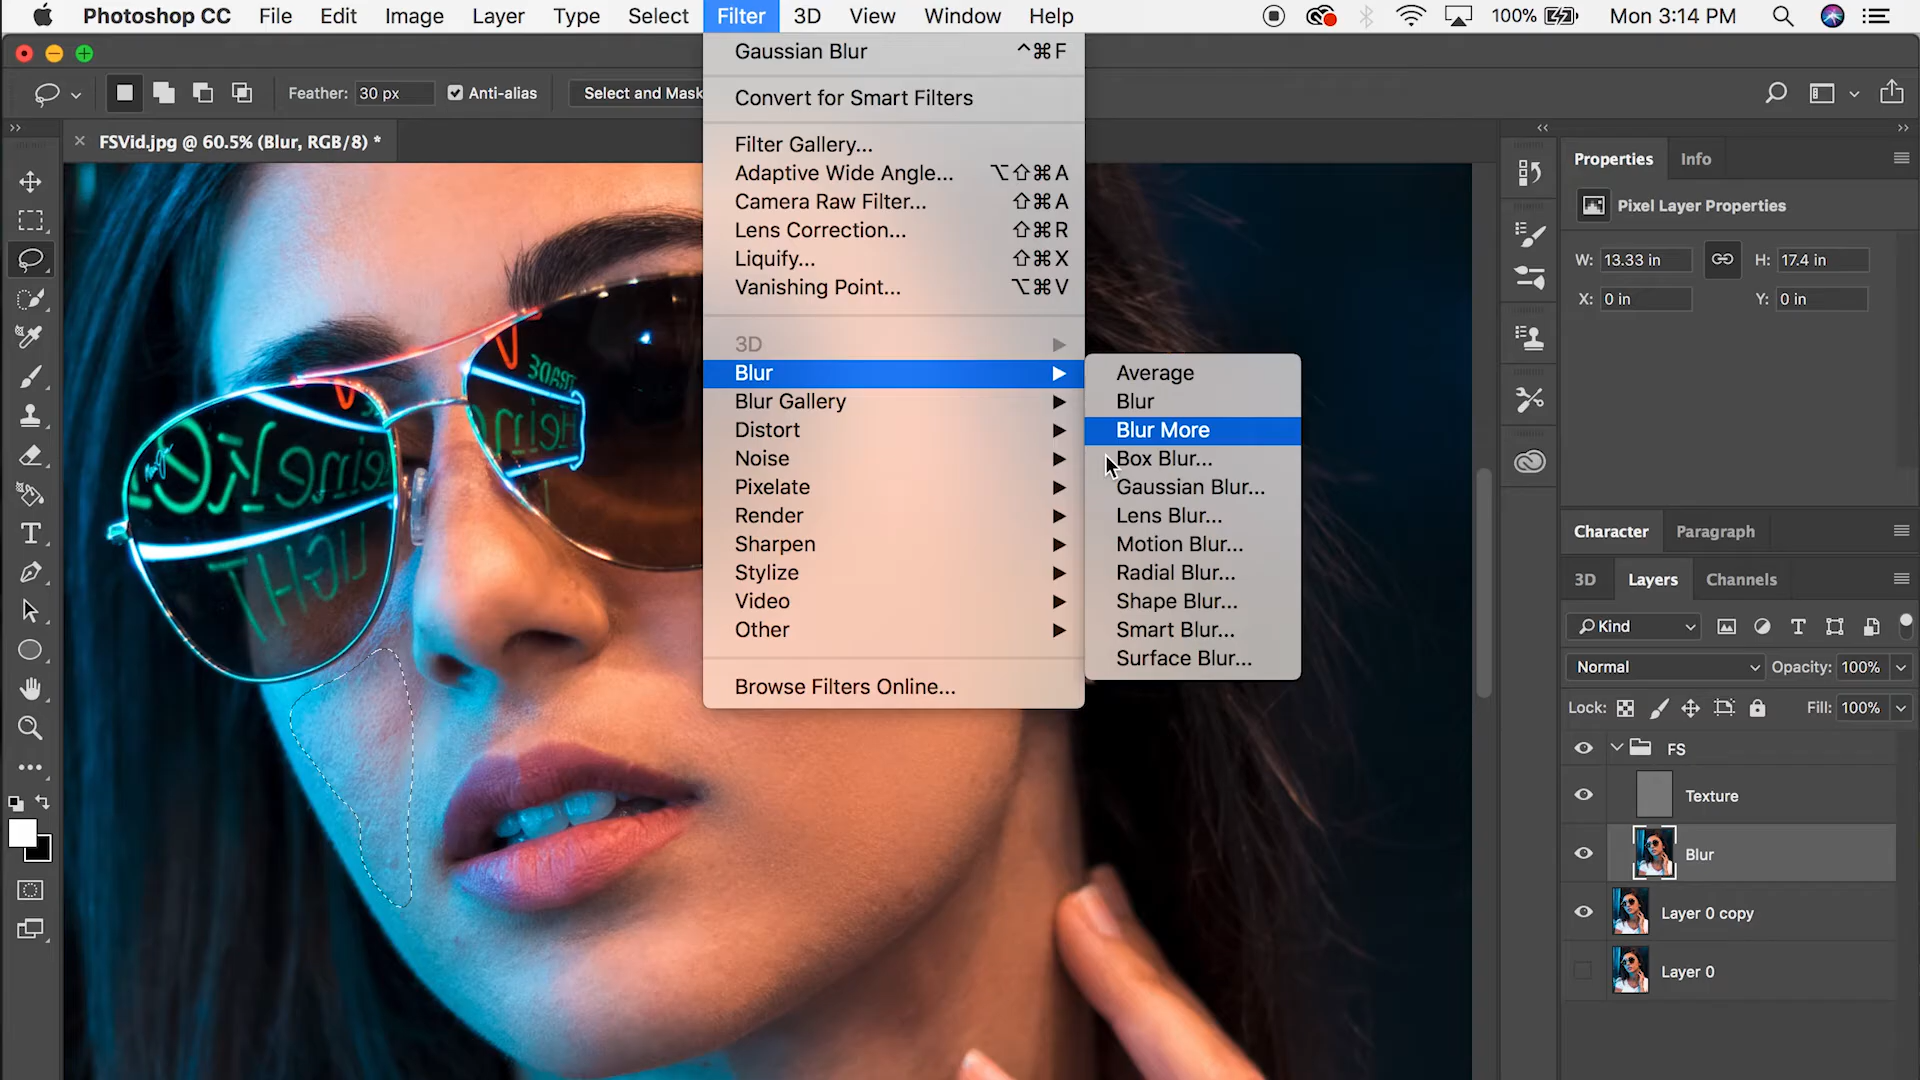 Photoshop CC File Edit Image Layer Type Select Filter 3D View Window Help 100% Mon 3:14 PM
Feather: 30 px Anti-alias Select and Mask
FSVid.jpg @ 60.5% (Blur, RGB/8) *
Gaussian Blur ^⌘F
Convert for Smart Filters
Filter Gallery...
Adaptive Wide Angle... ⌥⇧⌘A
Camera Raw Filter... ⇧⌘A
Lens Correction... ⇧⌘R
Liquify... ⇧⌘X
Vanishing Point... ⌥⌘V
3D
Blur
Blur Gallery
Distort
Noise
Pixelate
Render
Sharpen
Stylize
Video
Other
Browse Filters Online...
Average
Blur
Blur More
Box Blur...
Gaussian Blur...
Lens Blur...
Motion Blur...
Radial Blur...
Shape Blur...
Smart Blur...
Surface Blur...
Properties Info
Pixel Layer Properties
W: 13.33 in H: 17.4 in
X: 0 in Y: 0 in
Character Paragraph
3D Layers Channels
Kind
Normal Opacity: 100%
Lock: Fill: 100%
FS
Texture
Blur
Layer 0 copy
Layer 0
TRADE
Heineken
LIGHT